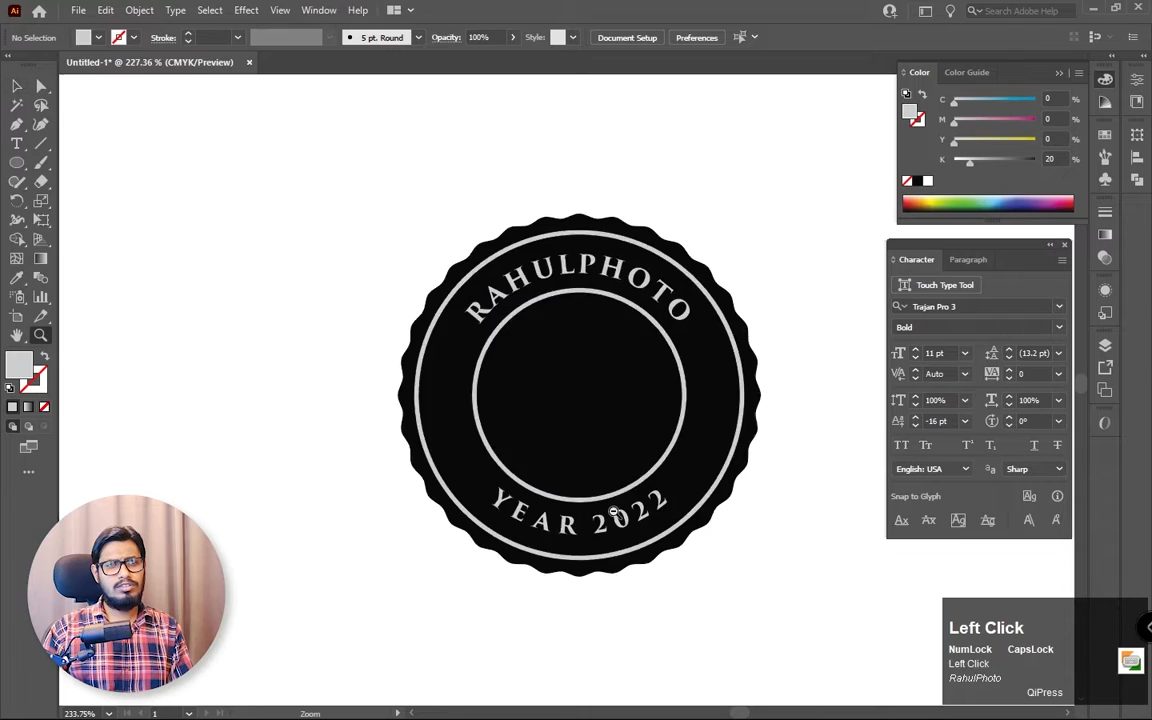 Ai File Edit Object Type Select Effect View Window Help Search Adobe Help
No Selection Stroke: 5 pt. Round Opacity: 100% Style: Document Setup Preferences
Untitled-1* @ 227.36 % (CMYK/Preview)
Color Color Guide
C 0 %
M 0 %
Y 0 %
K 20 %
Character Paragraph
Touch Type Tool
Trajan Pro 3
Bold
11 pt (13.2 pt)
Auto 0
100% 100%
-16 pt 0°
English: USA Sharp
Snap to Glyph
RAHULPHOTO
YEAR 2022
Left Click
NumLock CapsLock
Left Click
RahulPhoto
QiPress
233.75% 1 Zoom